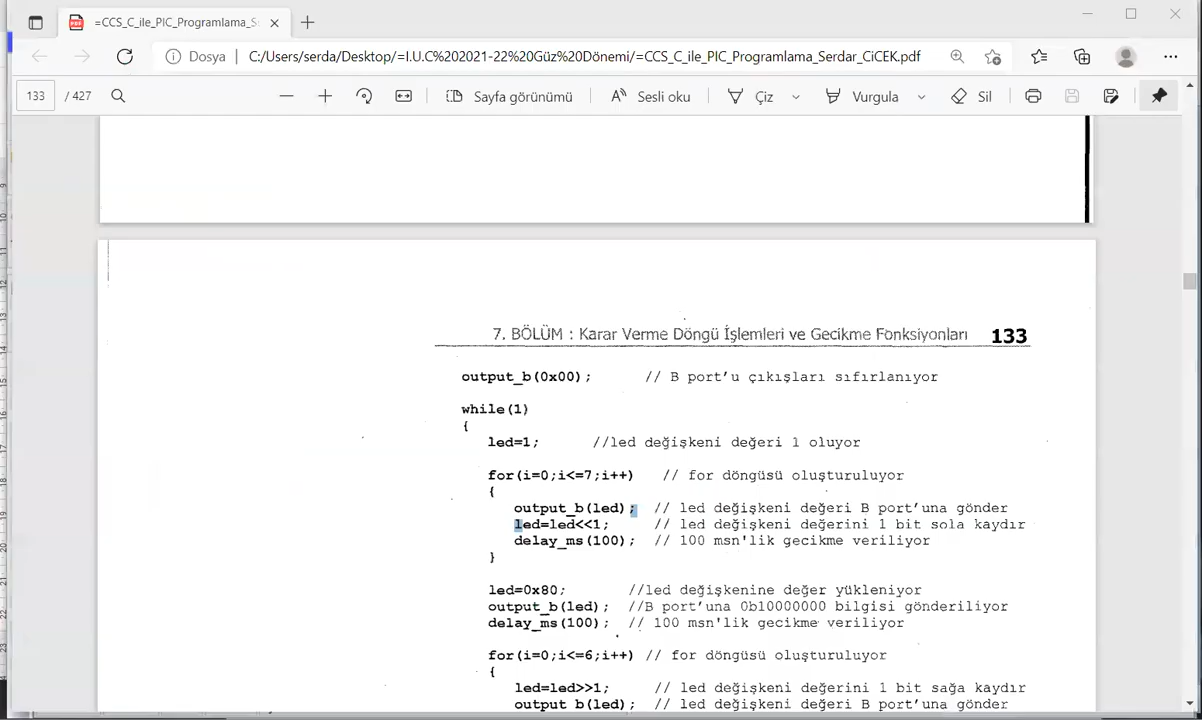 =CCS_C_ile_PIC_Programlama_S
Dosya C:/Users/serda/Desktop/=I.U.C%202021-22%20Güz%20Dönemi/=CCS_C_ile_PIC_Programlama_Serdar_CiCEK.pdf
133 / 427 Sayfa görünümü Sesli oku Çiz Vurgula Sil
7. BÖLÜM : Karar Verme Döngü İşlemleri ve Gecikme Fonksiyonları 133
output_b(0x00); // B port'u çıkışları sıfırlanıyor
while(1)
{
led=1; //led değişkeni değeri 1 oluyor
for(i=0;i<=7;i++) // for döngüsü oluşturuluyor
{
output_b(led); // led değişkeni değeri B port'una gönder
led=led<<1; // led değişkeni değerini 1 bit sola kaydır
delay_ms(100); // 100 msn'lik gecikme veriliyor
}
led=0x80; //led değişkenine değer yükleniyor
output_b(led); //B port'una 0b10000000 bilgisi gönderiliyor
delay_ms(100); // 100 msn'lik gecikme veriliyor
for(i=0;i<=6;i++) // for döngüsü oluşturuluyor
{
led=led>>1; // led değişkeni değerini 1 bit sağa kaydır
output b(led); // led değişkeni değeri B port'una gönder